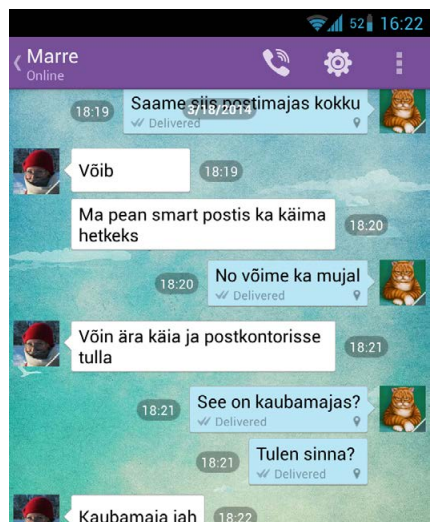 52 16:22
Marre
Online
3/18/2014
18:19 Saame siis postimajas kokku
Delivered
Võib 18:19
Ma pean smart postis ka käima
hetkeks 18:20
18:20 No võime ka mujal
Delivered
Võin ära käia ja postkontorisse
tulla 18:21
18:21 See on kaubamajas?
Delivered
18:21 Tulen sinna?
Delivered
Kaubamaja jah 18:22